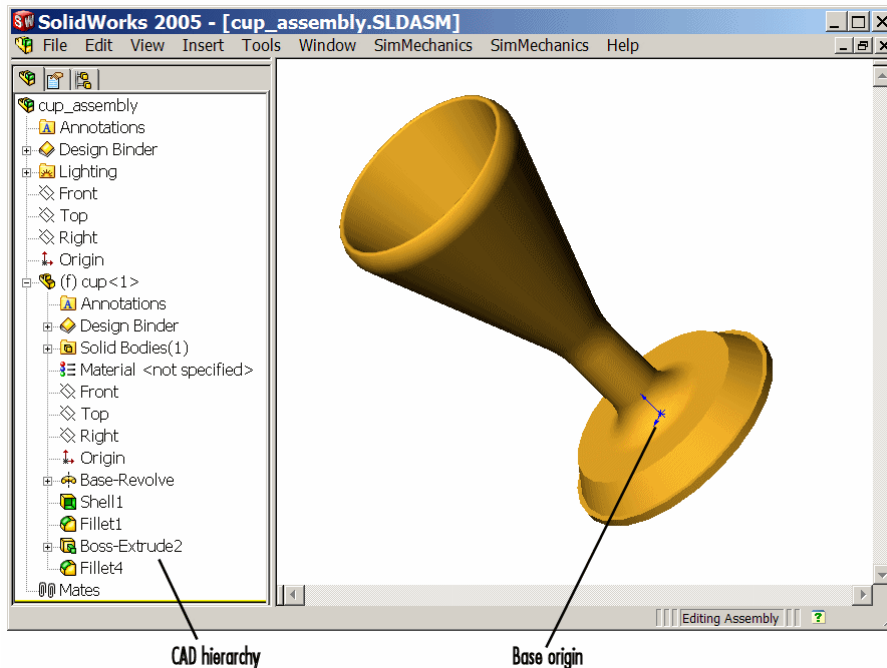 SolidWorks 2005 - [cup_assembly.SLDASM]
File Edit View Insert Tools Window SimMechanics SimMechanics Help
cup_assembly
A Annotations
Design Binder
Lighting
Front
Top
Right
Origin
(f) cup<1>
A Annotations
Design Binder
Solid Bodies(1)
Material <not specified>
Front
Top
Right
Origin
Base-Revolve
Shell1
Fillet1
Boss-Extrude2
Fillet4
Mates
Editing Assembly ?
CAD hierarchy
Base origin